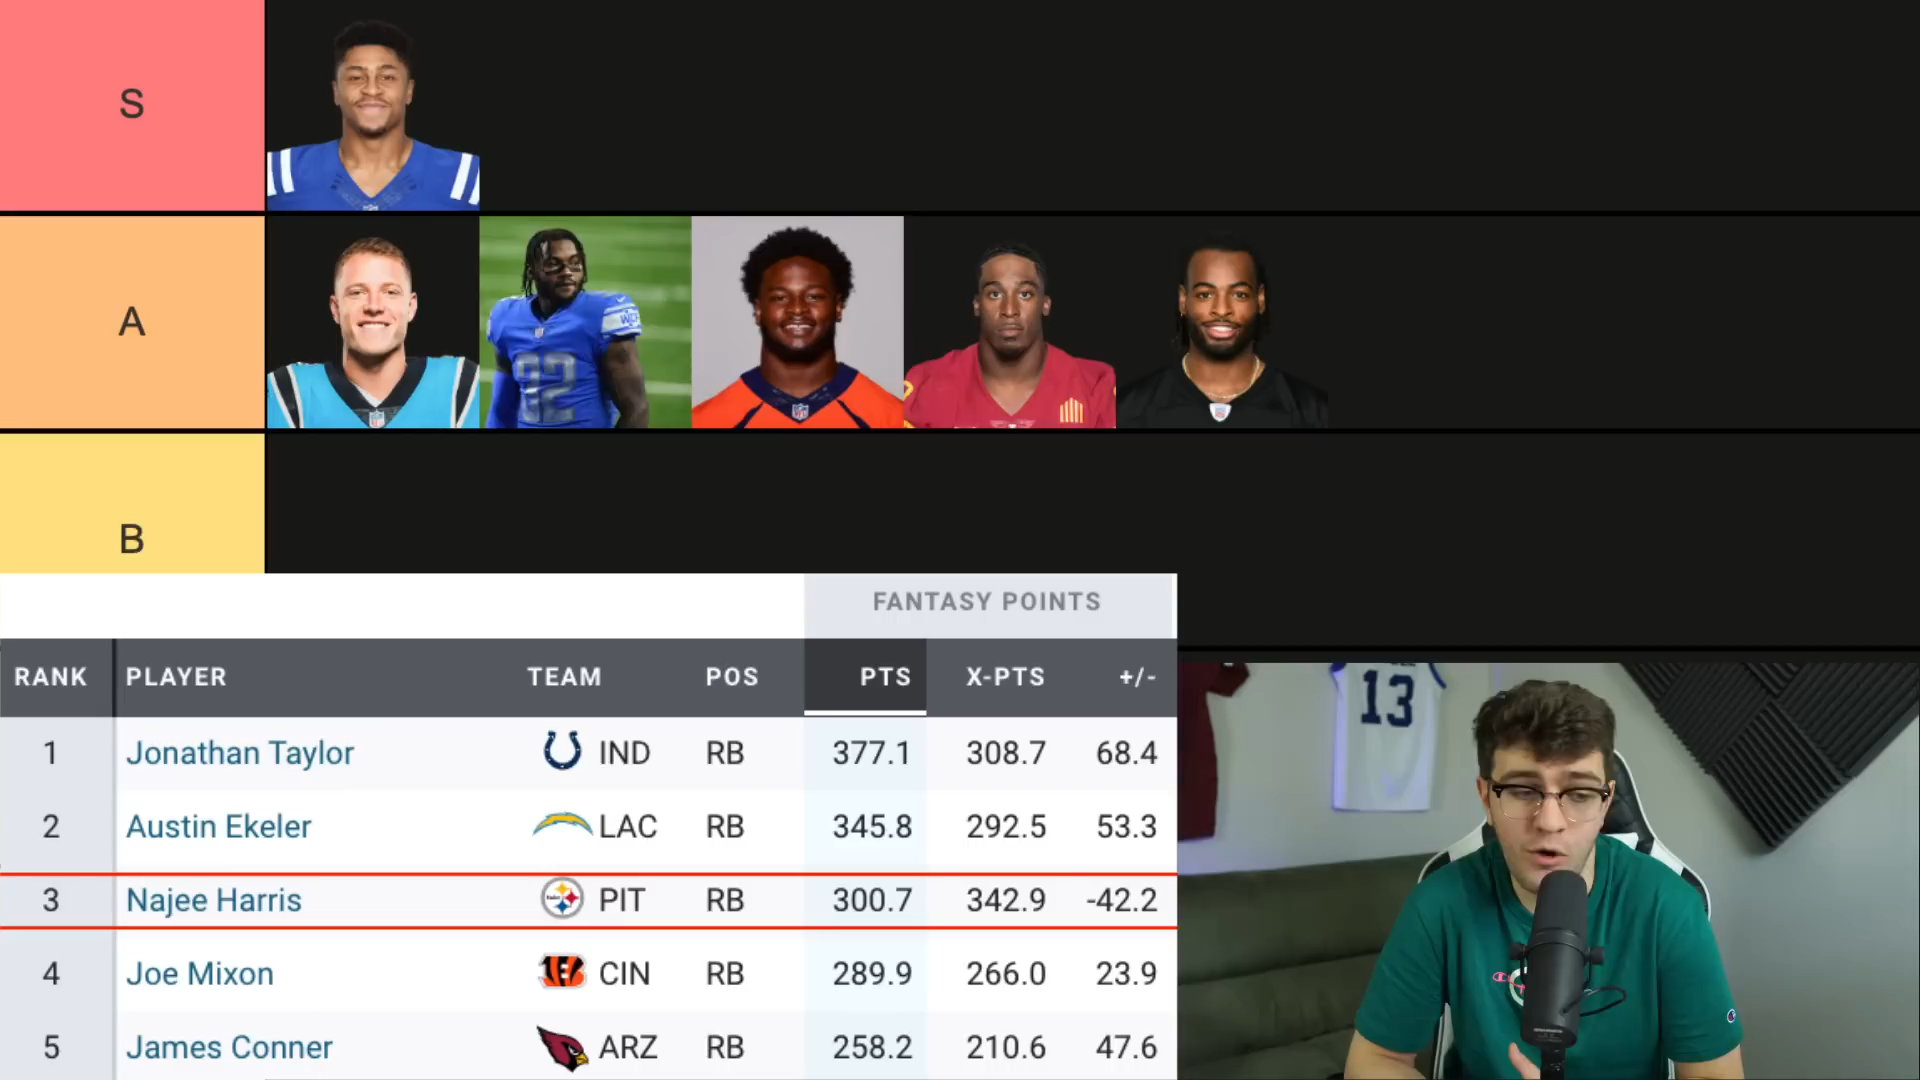 S
A
32
B
FANTASY POINTS
RANK PLAYER TEAM POS PTS X-PTS +/-
1 Jonathan Taylor IND RB 377.1 308.7 68.4
2 Austin Ekeler LAC RB 345.8 292.5 53.3
3 Najee Harris PIT RB 300.7 342.9 -42.2
4 Joe Mixon CIN RB 289.9 266.0 23.9
5 James Conner ARZ RB 258.2 210.6 47.6
13